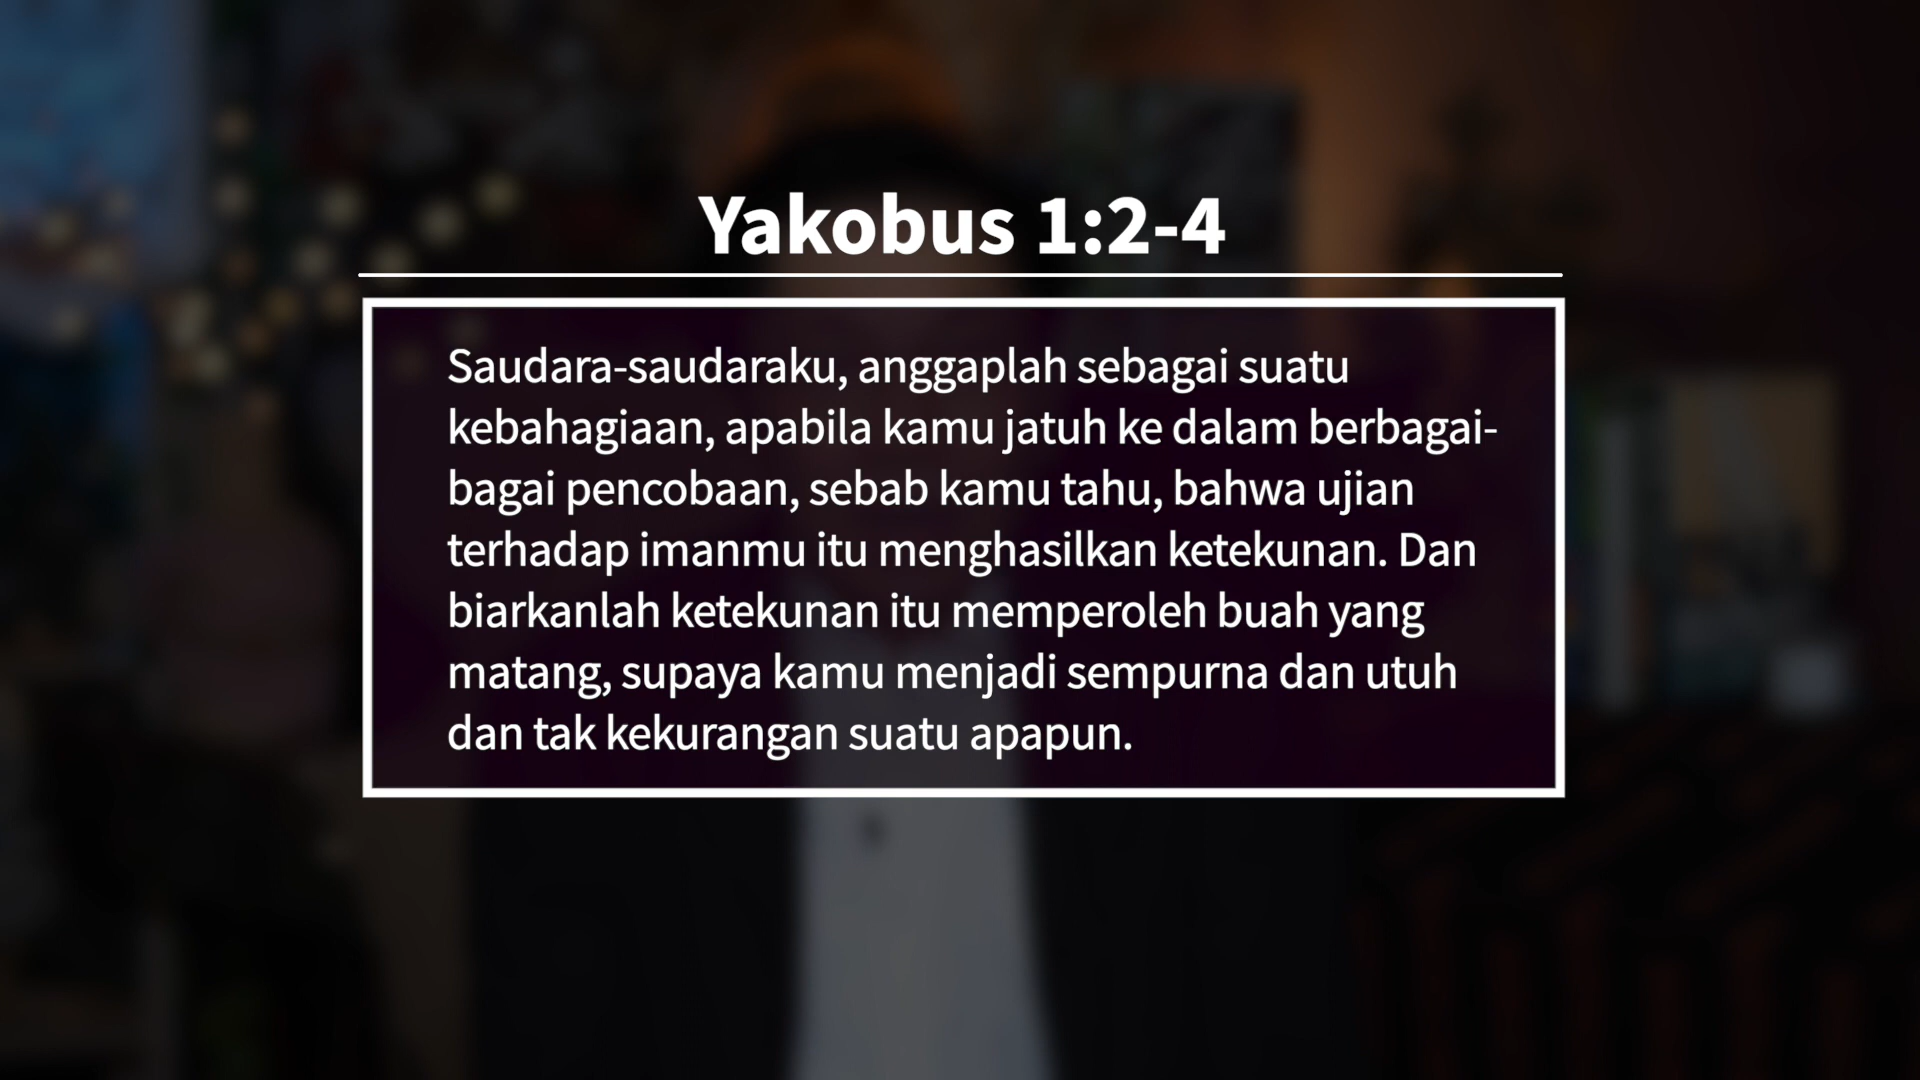 Yakobus 1:2-4
Saudara-saudaraku, anggaplah sebagai suatu
kebahagiaan, apabila kamu jatuh ke dalam berbagai-
bagai pencobaan, sebab kamu tahu, bahwa ujian
terhadap imanmu itu menghasilkan ketekunan. Dan
biarkanlah ketekunan itu memperoleh buah yang
matang, supaya kamu menjadi sempurna dan utuh
dan tak kekurangan suatu apapun.